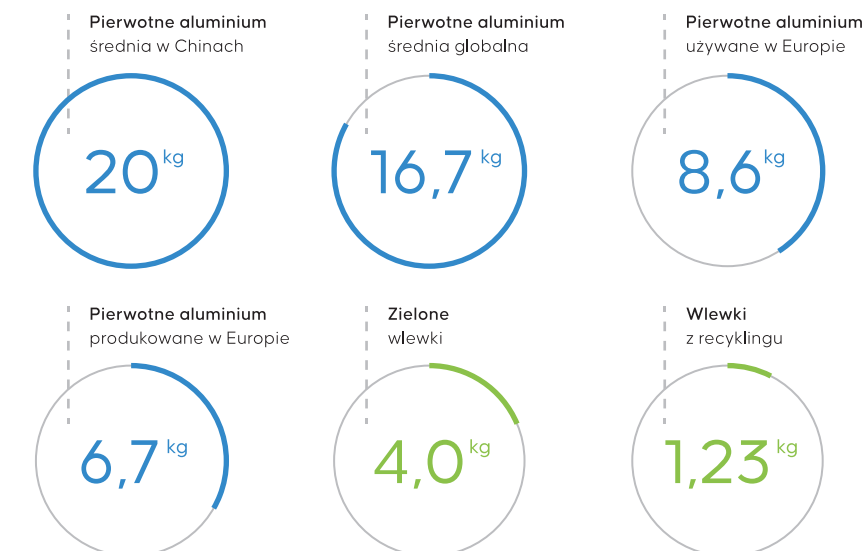 Pierwotne aluminium
średnia w Chinach
20 kg
Pierwotne aluminium
średnia globalna
16,7 kg
Pierwotne aluminium
używane w Europie
8,6 kg
Pierwotne aluminium
produkowane w Europie
6,7 kg
Zielone
wlewki
4,0 kg
Wlewki
z recyklingu
1,23 kg